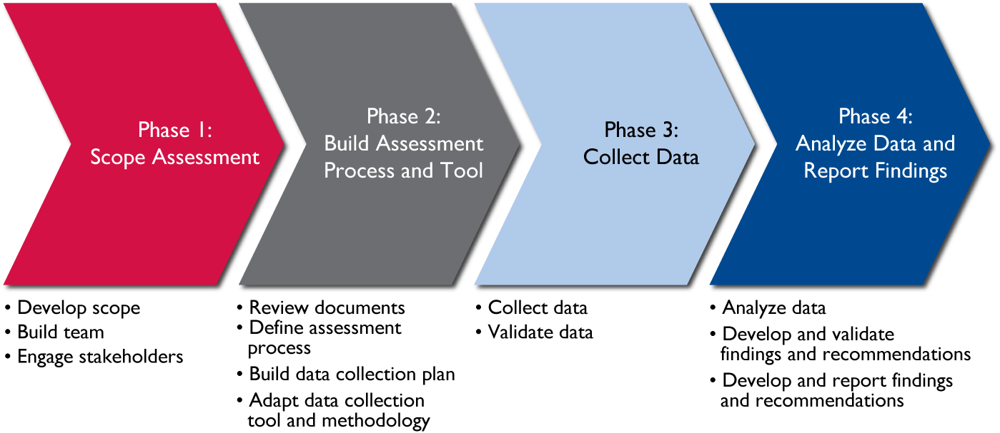 Phase 1:
Scope Assessment
Phase 2:
Build Assessment
Process and Tool
Phase 3:
Collect Data
Phase 4:
Analyze Data and
Report Findings
• Develop scope
• Build team
• Engage stakeholders
• Review documents
• Define assessment
process
• Build data collection plan
• Adapt data collection
tool and methodology
• Collect data
• Validate data
• Analyze data
• Develop and validate
findings and recommendations
• Develop and report findings
and recommendations